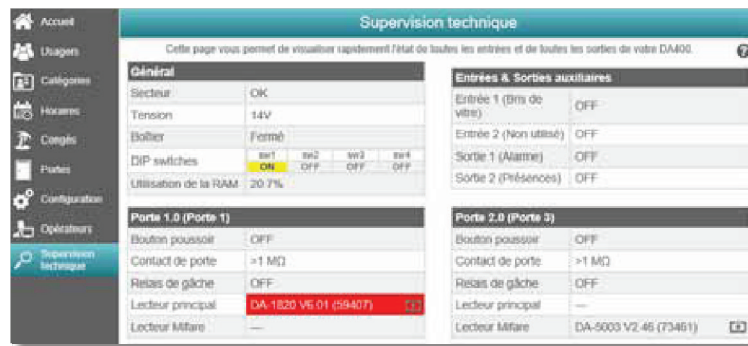 Accueil
Usagers
Catégories
Horaires
Congés
Portes
Configuration
Opérateurs
Supervision
technique
Supervision technique
Cette page vous permet de visualiser rapidement l'état de toutes les entrées et de toutes les sorties de votre DA400.
Général
Secteur OK
Tension 14V
Boîtier Fermé
DIP switches sw1 sw2 sw3 sw4
ON OFF OFF OFF
Utilisation de la RAM 20.7%
Entrées & Sorties auxiliaires
Entrée 1 (Bris de
vitre) OFF
Entrée 2 (Non utilisé) OFF
Sortie 1 (Alarme) OFF
Sortie 2 (Présences) OFF
Porte 1.0 (Porte 1)
Bouton poussoir OFF
Contact de porte >1 MΩ
Relais de gâche OFF
Lecteur principal DA-1820 V6.01 (59407)
Lecteur Mifare —
Porte 2.0 (Porte 3)
Bouton poussoir OFF
Contact de porte >1 MΩ
Relais de gâche OFF
Lecteur principal —
Lecteur Mifare DA-5003 V2.46 (73461)